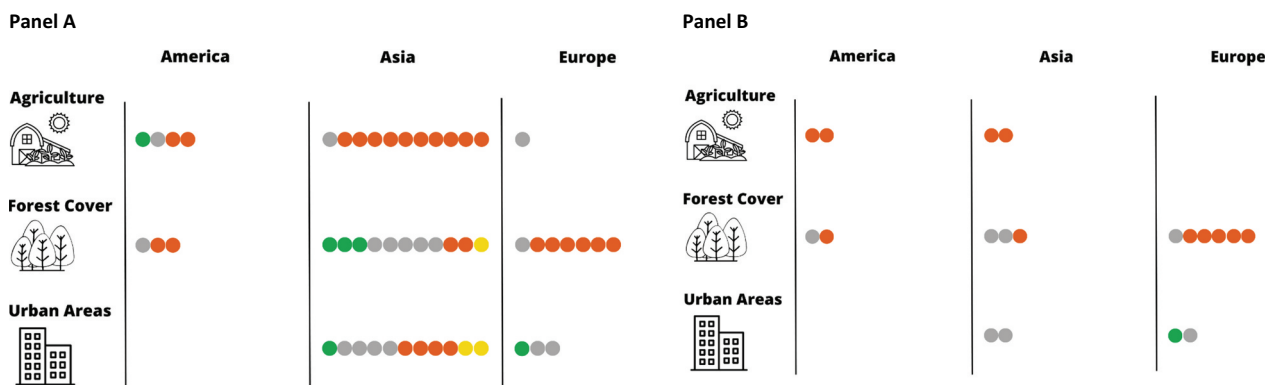 Panel A
America Asia Europe
Agriculture
Forest Cover
Urban Areas
Panel B
America Asia Europe
Agriculture
Forest Cover
Urban Areas